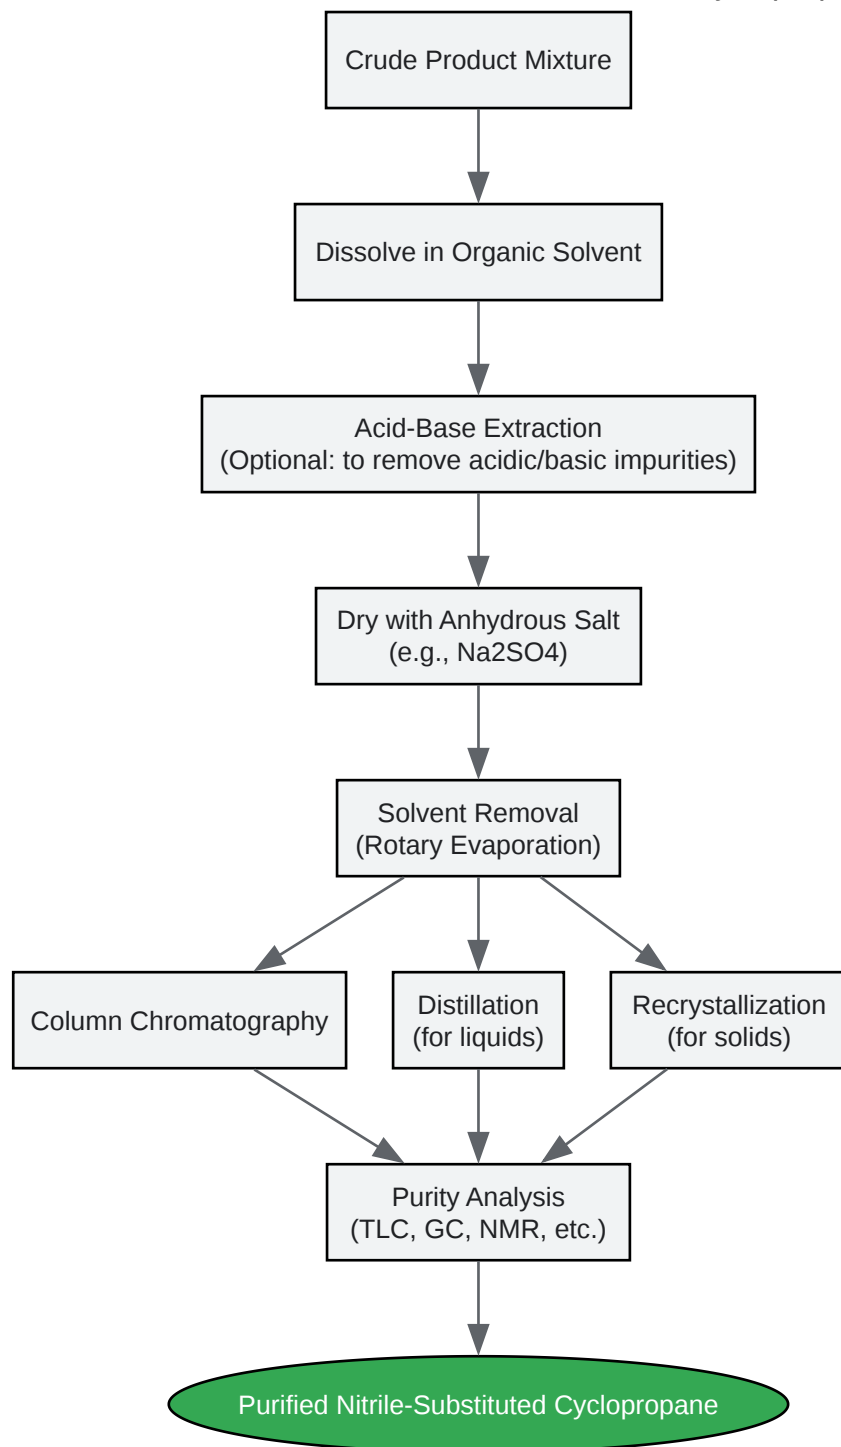 Crude Product Mixture
Dissolve in Organic Solvent
Acid-Base Extraction
(Optional: to remove acidic/basic impurities)
Dry with Anhydrous Salt
(e.g., Na2SO4)
Solvent Removal
(Rotary Evaporation)
Column Chromatography
Distillation
(for liquids)
Recrystallization
(for solids)
Purity Analysis
(TLC, GC, NMR, etc.)
Purified Nitrile-Substituted Cyclopropane